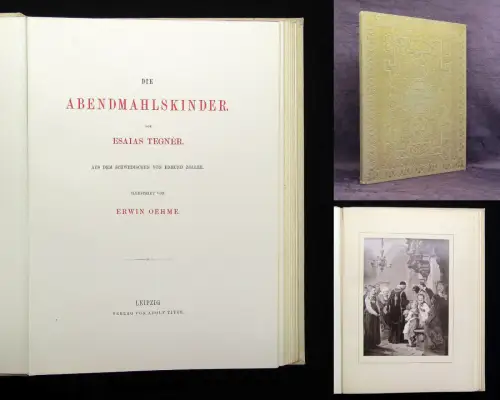 DIE
ABENDMAHLSKINDER.
VON
ESAIAS TEGNÉR.
AUS DEM SCHWEDISCHEN VON EDMUND ZOLLER.
ILLUSTRIRT VON
ERWIN OEHME.
LEIPZIG
VERLAG VON ADOLF TITZE.